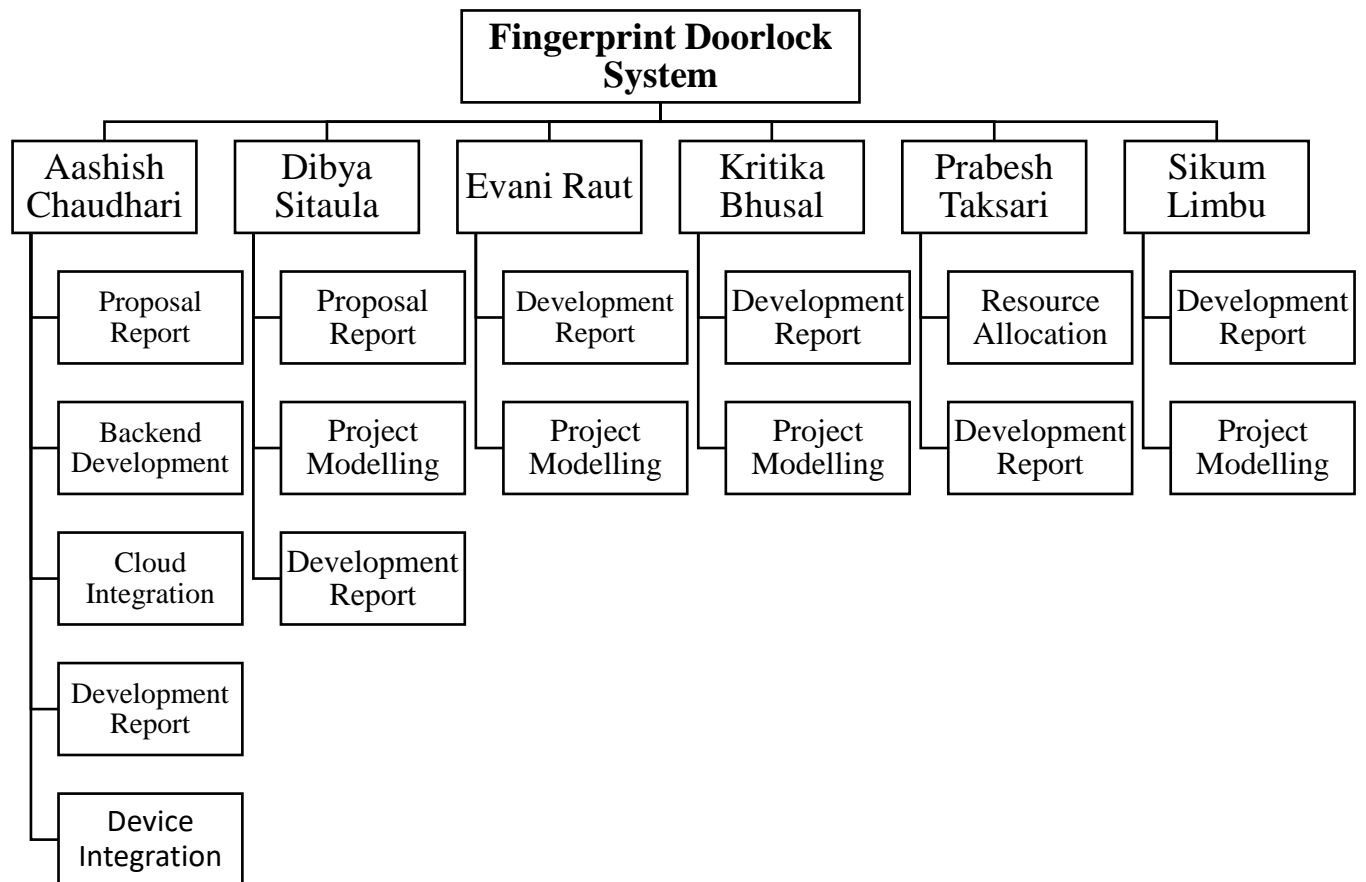 Fingerprint Doorlock
System
Aashish
Chaudhari
Proposal
Report
Backend
Development
Cloud
Integration
Development
Report
Device
Integration
Dibya
Sitaula
Proposal
Report
Project
Modelling
Development
Report
Evani Raut
Development
Report
Project
Modelling
Kritika
Bhusal
Development
Report
Project
Modelling
Prabesh
Taksari
Resource
Allocation
Development
Report
Sikum
Limbu
Development
Report
Project
Modelling